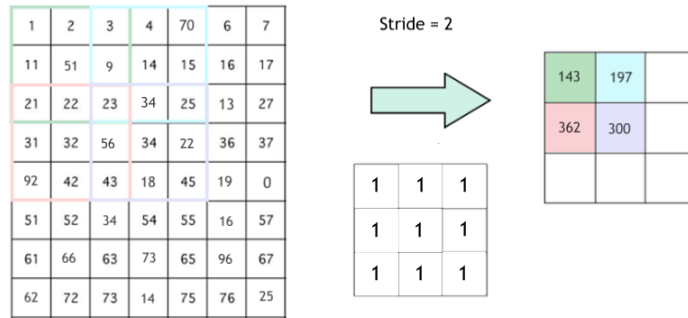 1 2 3 4 70 6 7
11 51 9 14 15 16 17
21 22 23 34 25 13 27
31 32 56 34 22 36 37
92 42 43 18 45 19 0
51 52 34 54 55 16 57
61 66 63 73 65 96 67
62 72 73 14 75 76 25
Stride = 2
1 1 1
1 1 1
1 1 1
143 197
362 300